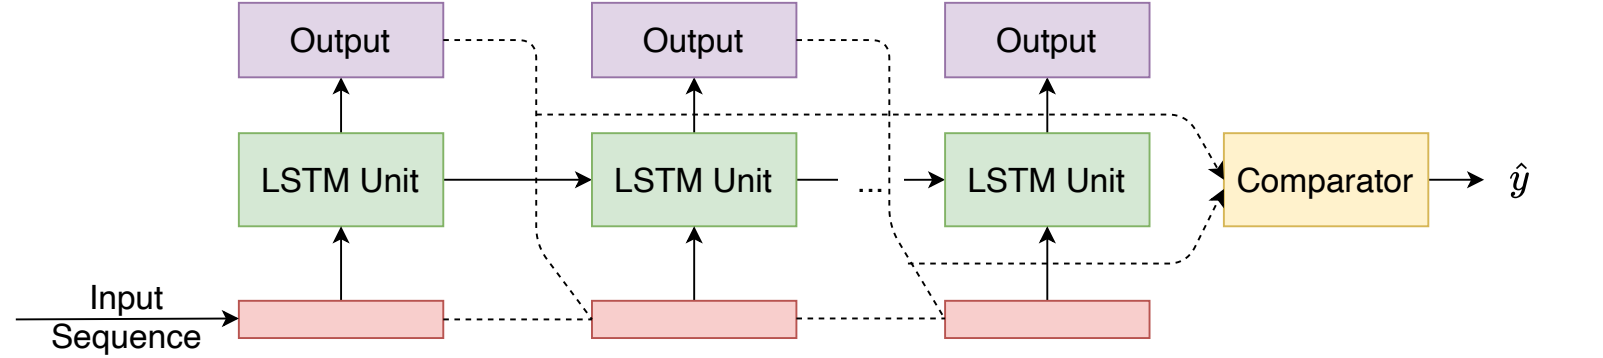 Output
Output
Output
LSTM Unit
LSTM Unit
...
LSTM Unit
Comparator
ŷ
Input
Sequence